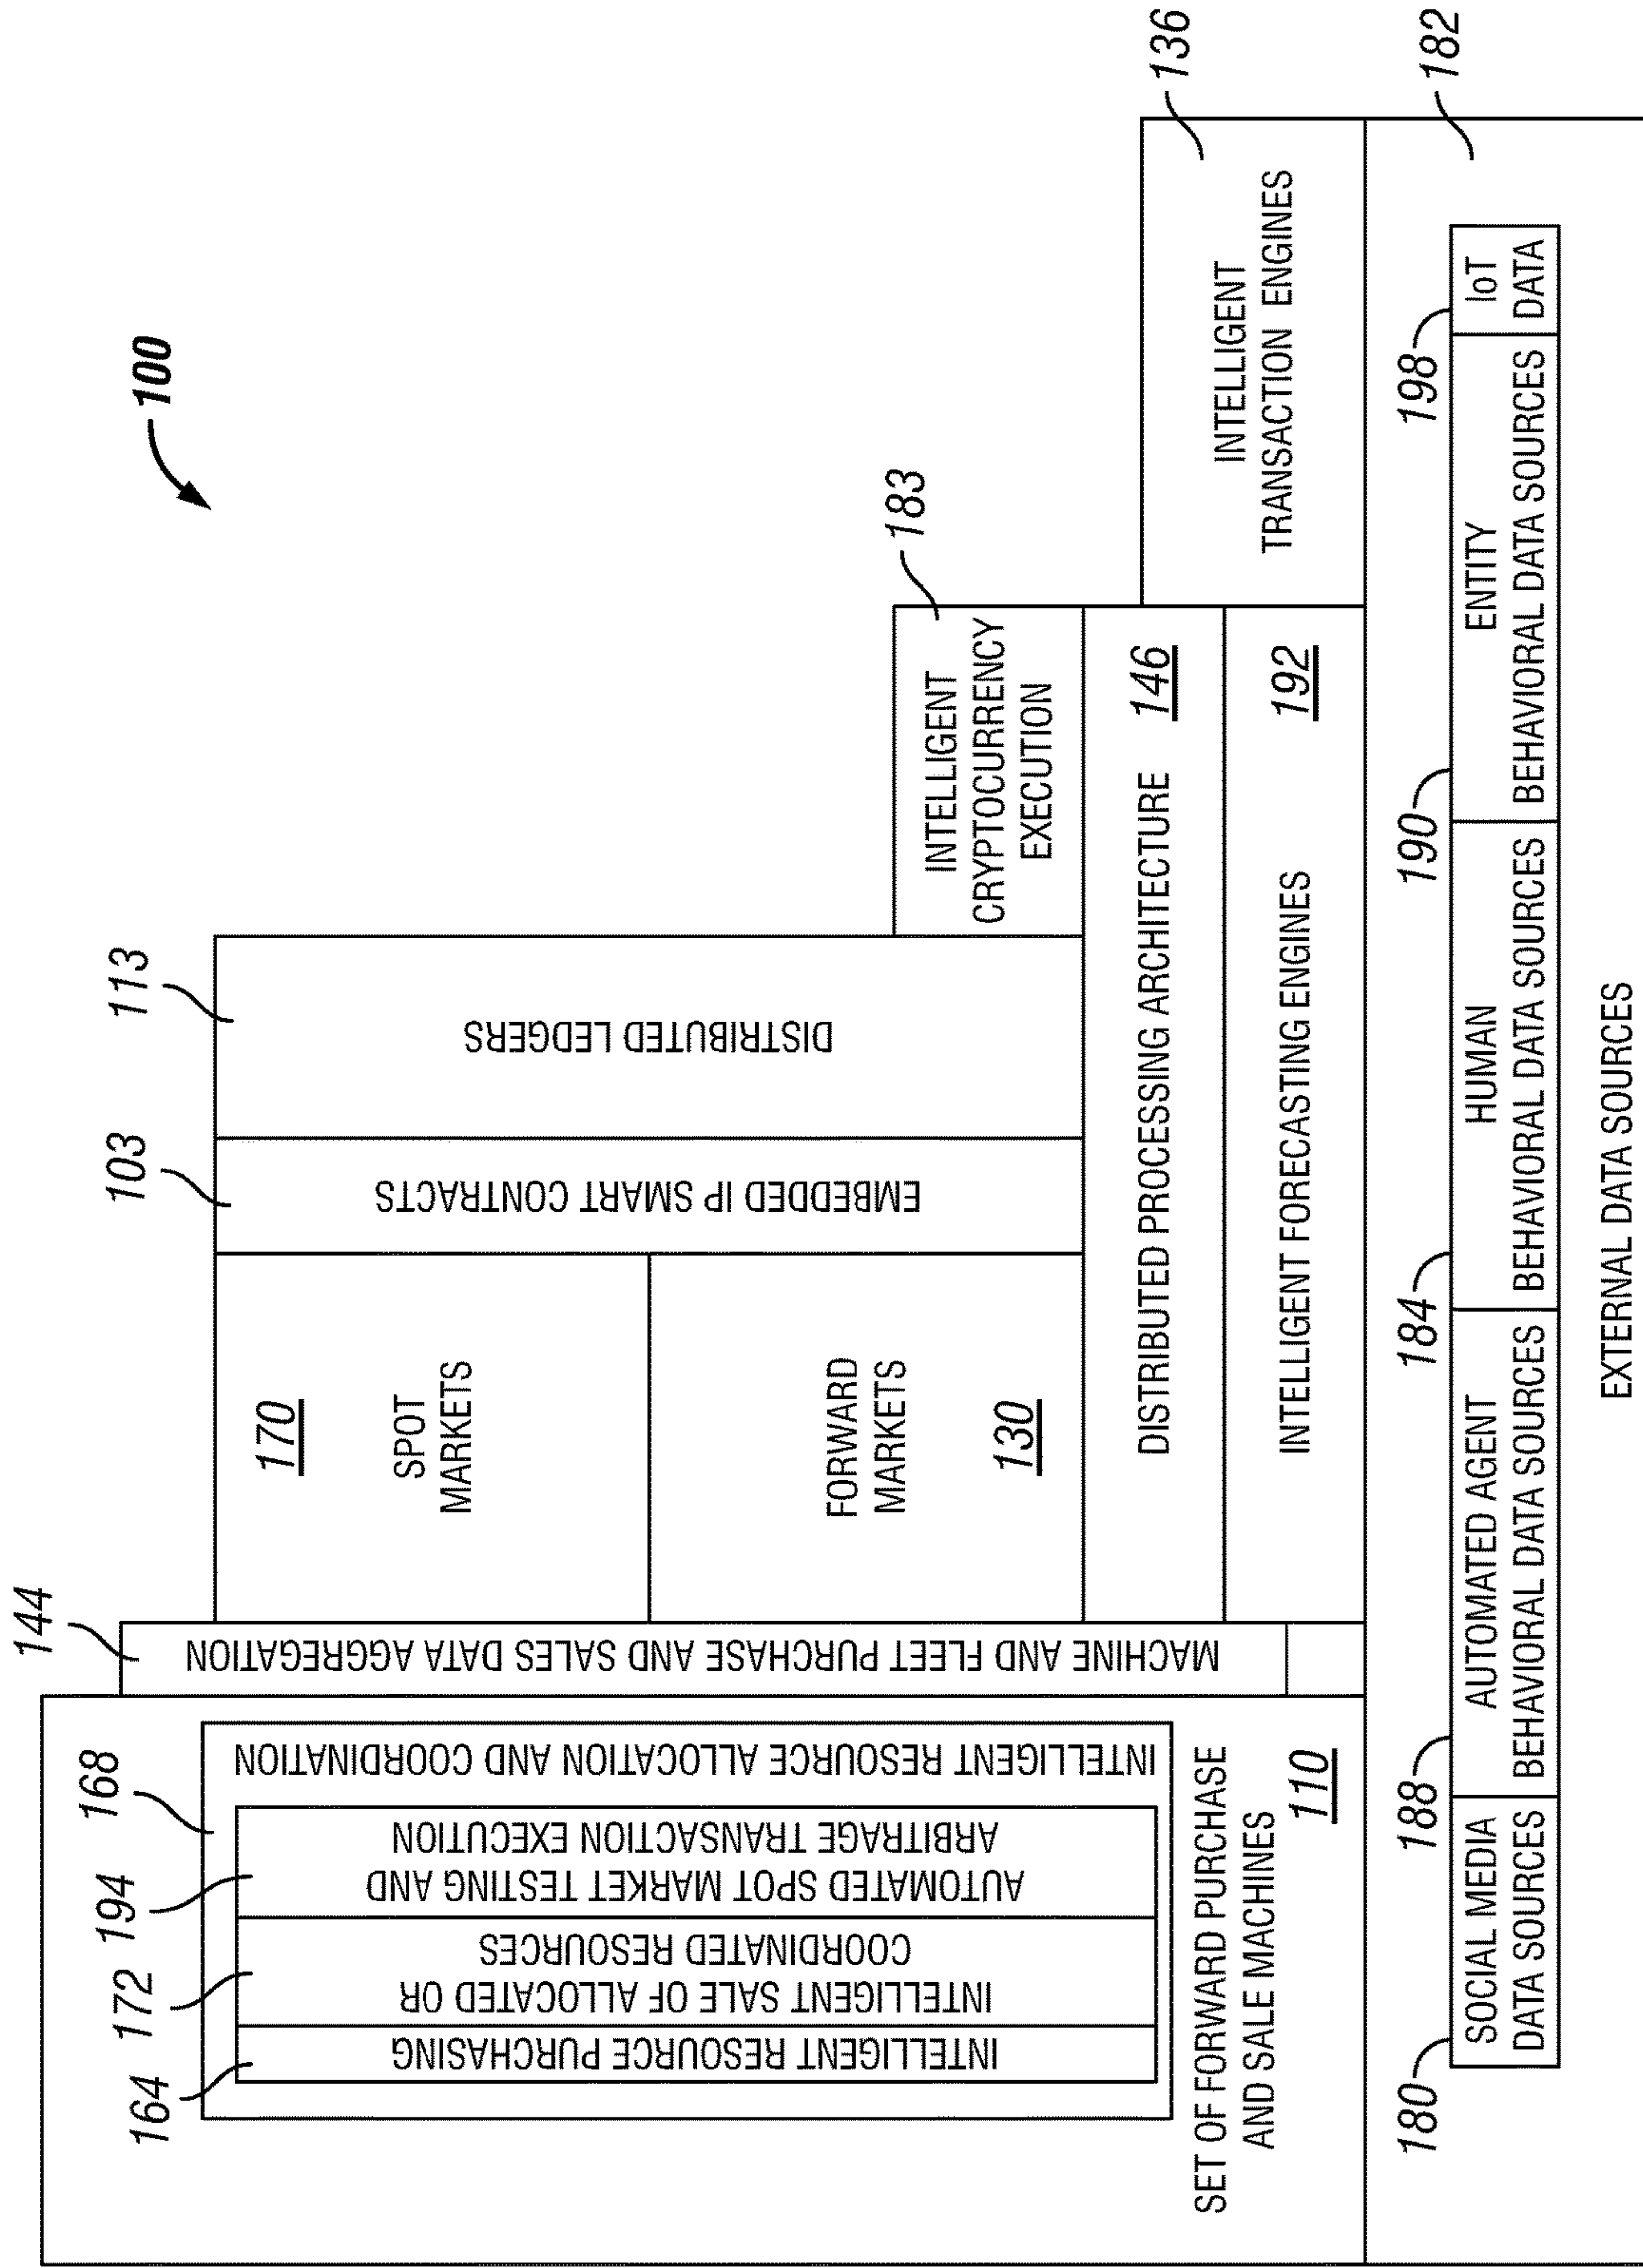 100
144
168
194
172
164
INTELLIGENT RESOURCE ALLOCATION AND COORDINATION
INTELLIGENT RESOURCE PURCHASING
INTELLIGENT SALE OF ALLOCATED OR
COORDINATED RESOURCES
AUTOMATED SPOT MARKET TESTING AND
ARBITRAGE TRANSACTION EXECUTION
SET OF FORWARD PURCHASE
AND SALE MACHINES
110
MACHINE AND FLEET PURCHASE AND SALES DATA AGGREGATION
170
SPOT
MARKETS
FORWARD
MARKETS
130
103
EMBEDDED IP SMART CONTRACTS
113
DISTRIBUTED LEDGERS
183
INTELLIGENT
CRYPTOCURRENCY
EXECUTION
DISTRIBUTED PROCESSING ARCHITECTURE 146
INTELLIGENT FORECASTING ENGINES 192
136
INTELLIGENT
TRANSACTION ENGINES
182
180
SOCIAL MEDIA
DATA SOURCES
188
AUTOMATED AGENT
BEHAVIORAL DATA SOURCES
184
HUMAN
BEHAVIORAL DATA SOURCES
190
ENTITY
BEHAVIORAL DATA SOURCES
198
IoT
DATA
EXTERNAL DATA SOURCES